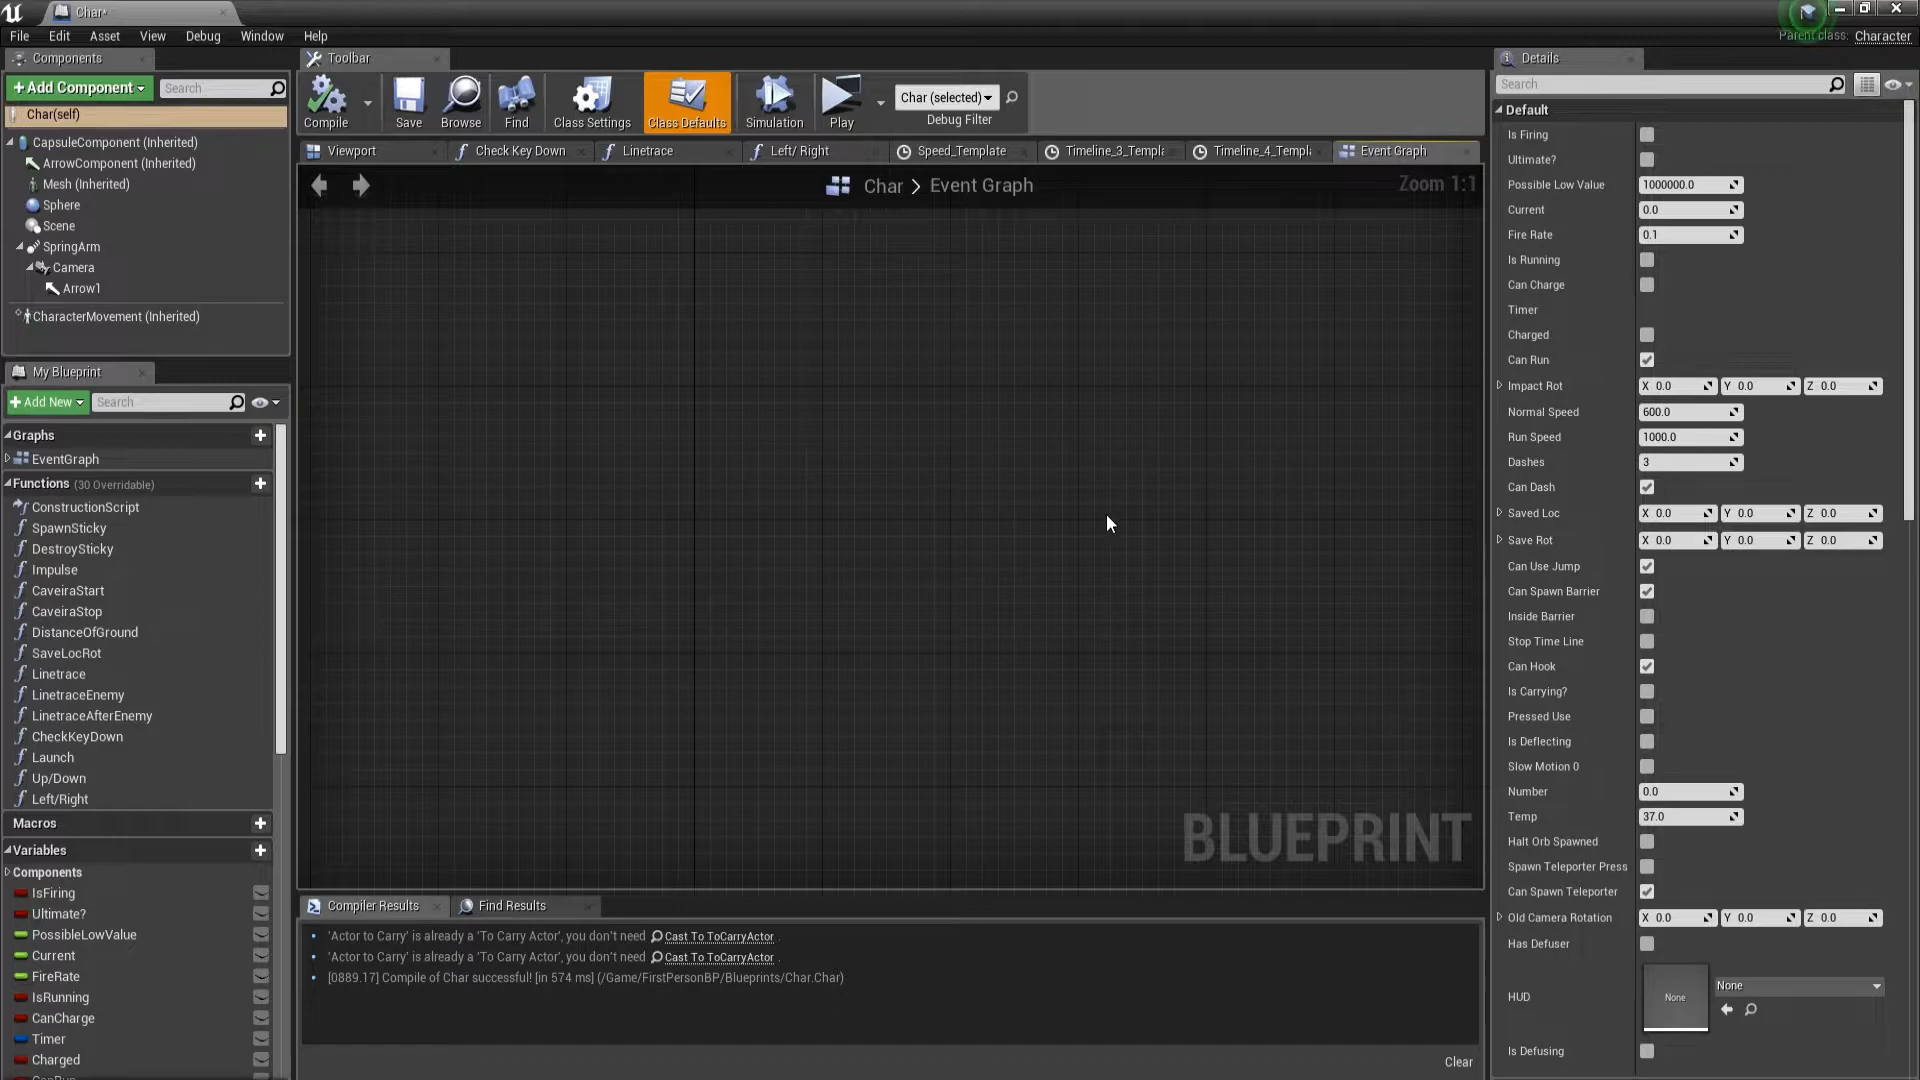 Char*
File Edit Asset View Debug Window Help
Parent class: Character
Components
+Add Component
Search
Char(self)
CapsuleComponent (Inherited)
ArrowComponent (Inherited)
Mesh (Inherited)
Sphere
Scene
SpringArm
Camera
Arrow1
CharacterMovement (Inherited)
My Blueprint
+Add New
Search
Graphs
EventGraph
Functions (30 Overridable)
ConstructionScript
SpawnSticky
DestroySticky
Impulse
CaveiraStart
CaveiraStop
DistanceOfGround
SaveLocRot
Linetrace
LinetraceEnemy
LinetraceAfterEnemy
CheckKeyDown
Launch
Up/Down
Left/Right
Macros
Variables
Components
IsFiring
Ultimate?
PossibleLowValue
Current
FireRate
IsRunning
CanCharge
Timer
Charged
Toolbar
Compile
Save
Browse
Find
Class Settings
Class Defaults
Simulation
Play
Char (selected)
Debug Filter
Viewport
Check Key Down
Linetrace
Left/ Right
Speed_Template
Timeline_3_Templa
Timeline_4_Templ
Event Graph
Char > Event Graph
Zoom 1:1
BLUEPRINT
Compiler Results
Find Results
'Actor to Carry' is already a 'To Carry Actor', you don't need Cast To ToCarryActor .
'Actor to Carry' is already a 'To Carry Actor', you don't need Cast To ToCarryActor .
[0889.17] Compile of Char successful! [in 574 ms] (/Game/FirstPersonBP/Blueprints/Char.Char)
Clear
Details
Search
Default
Is Firing
Ultimate?
Possible Low Value 1000000.0
Current 0.0
Fire Rate 0.1
Is Running
Can Charge
Timer
Charged
Can Run
Impact Rot X 0.0 Y 0.0 Z 0.0
Normal Speed 600.0
Run Speed 1000.0
Dashes 3
Can Dash
Saved Loc X 0.0 Y 0.0 Z 0.0
Save Rot X 0.0 Y 0.0 Z 0.0
Can Use Jump
Can Spawn Barrier
Inside Barrier
Stop Time Line
Can Hook
Is Carrying?
Pressed Use
Is Deflecting
Slow Motion 0
Number 0.0
Temp 37.0
Halt Orb Spawned
Spawn Teleporter Press
Can Spawn Teleporter
Old Camera Rotation X 0.0 Y 0.0 Z 0.0
Has Defuser
HUD None None
Is Defusing